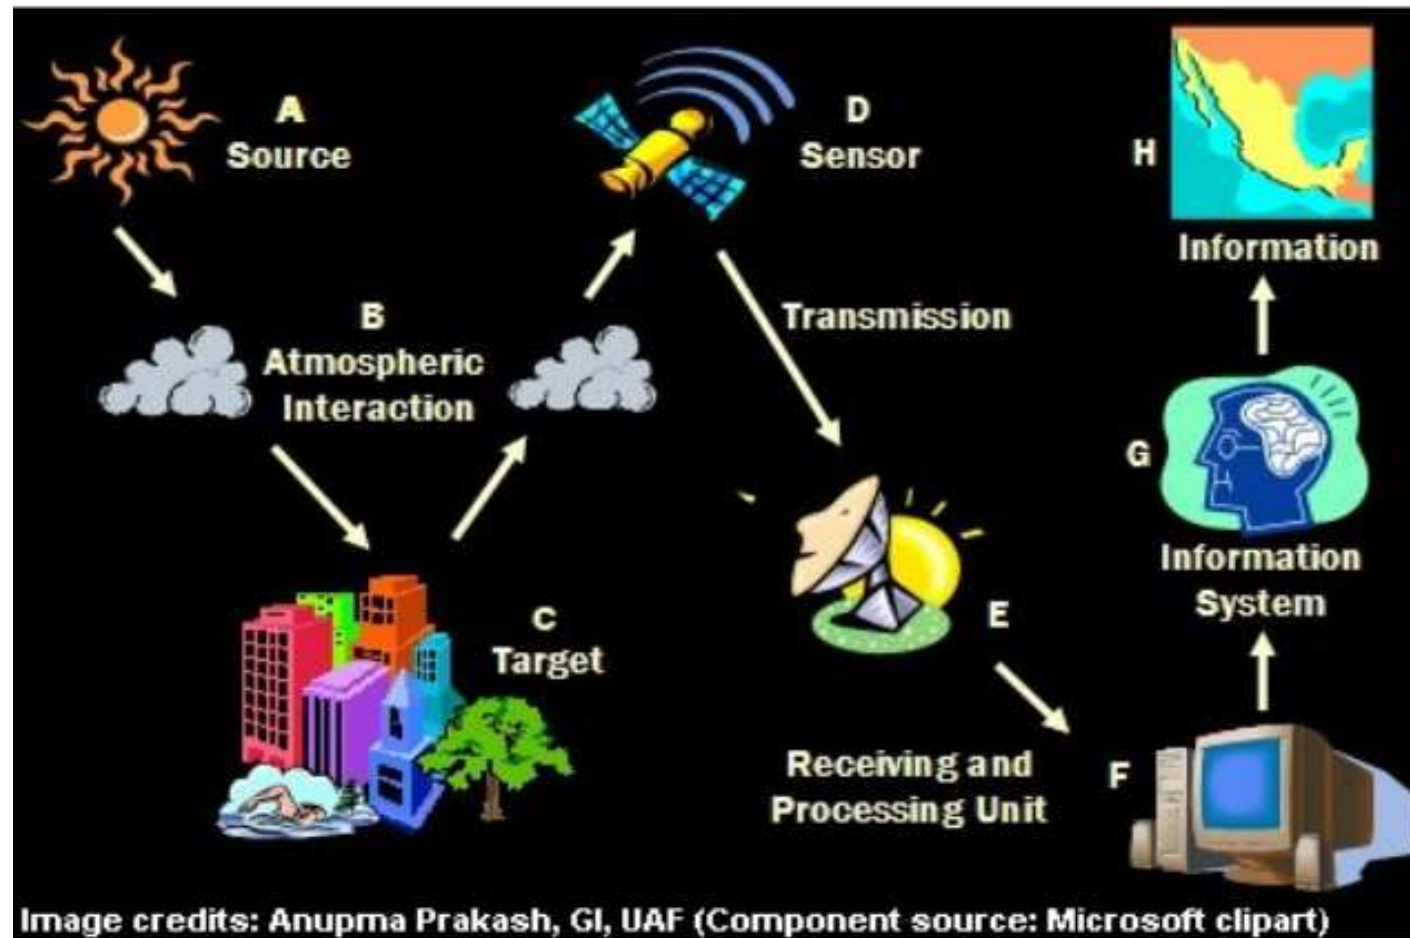 A
Source
B
Atmospheric
Interaction
C
Target
D
Sensor
Transmission
E
Receiving and
Processing Unit
F
G
Information
System
H
Information
Image credits: Anupma Prakash, GI, UAF (Component source: Microsoft clipart)